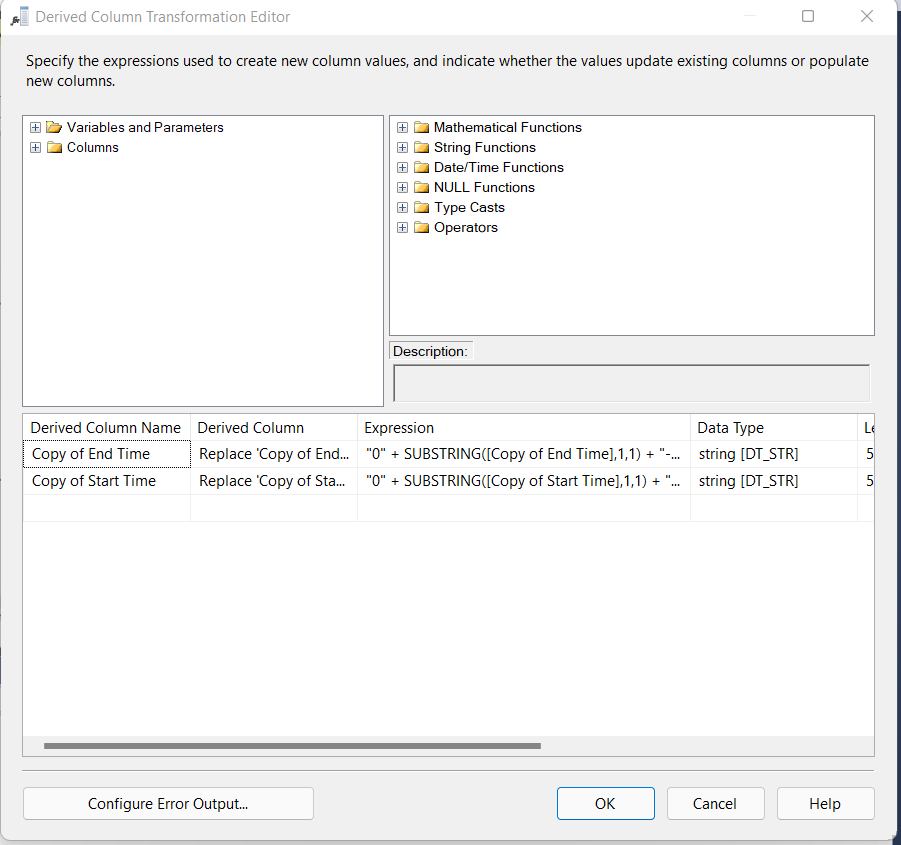 Derived Column Transformation Editor
Specify the expressions used to create new column values, and indicate whether the values update existing columns or populate
new columns.
Variables and Parameters
Columns
Mathematical Functions
String Functions
Date/Time Functions
NULL Functions
Type Casts
Operators
Description:
Derived Column Name Derived Column Expression Data Type Le
Copy of End Time Replace 'Copy of End... "0" + SUBSTRING([Copy of End Time],1,1) + "-... string [DT_STR] 5
Copy of Start Time Replace 'Copy of Sta... "0" + SUBSTRING([Copy of Start Time],1,1) + "... string [DT_STR] 5
Configure Error Output... OK Cancel Help